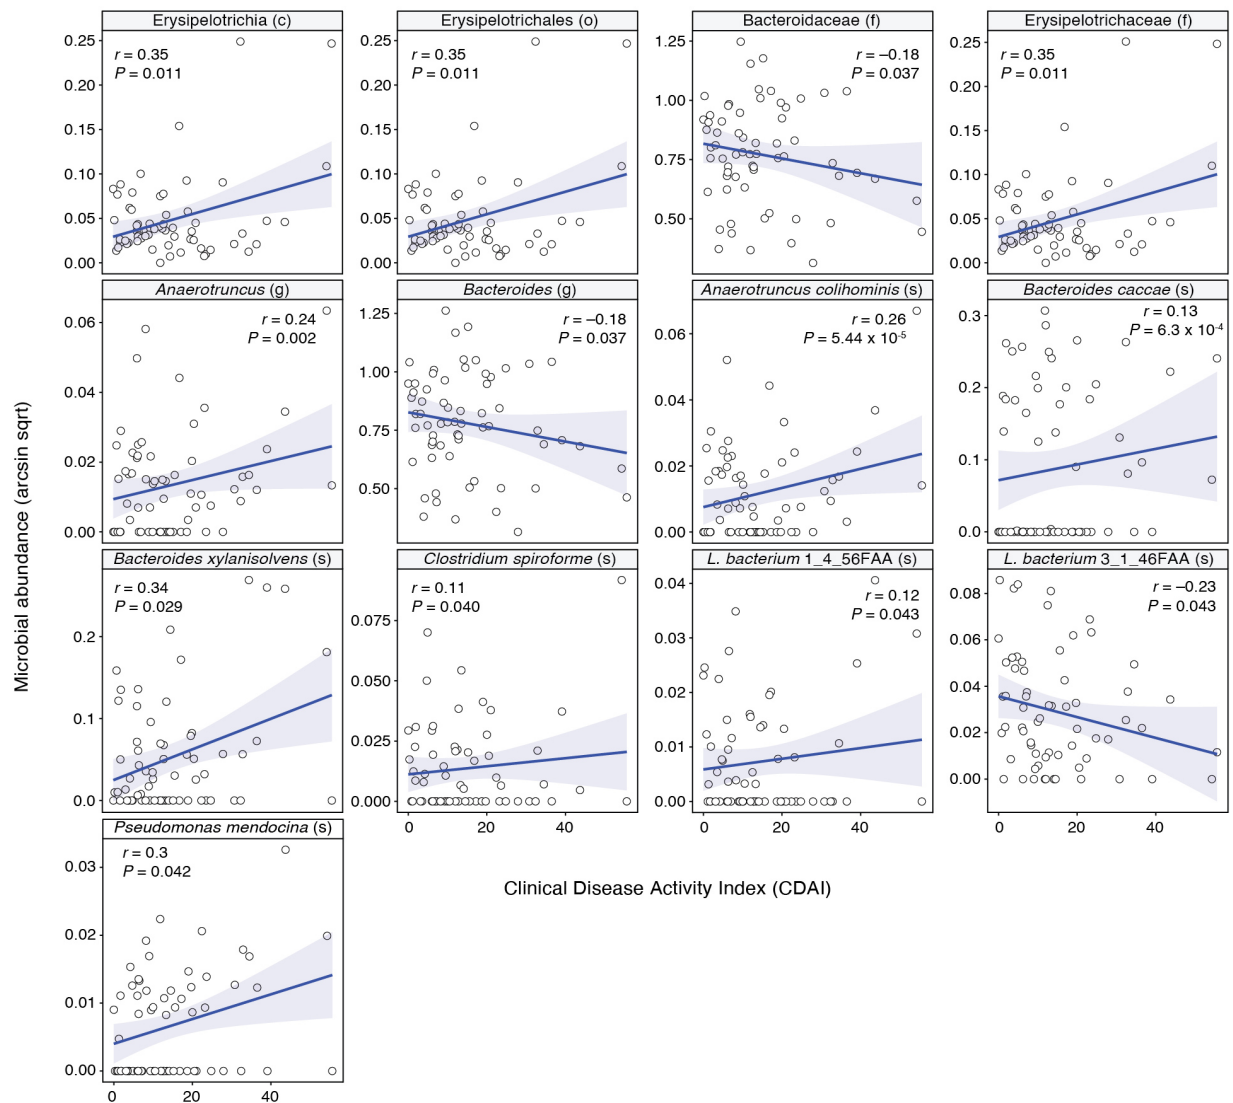 Erysipelotrichia (c)
Erysipelotrichales (o)
Bacteroidaceae (f)
Erysipelotrichaceae (f)
0.25
0.20
0.15
0.10
0.05
0.00
r = 0.35
P = 0.011
0.25
0.20
0.15
0.10
0.05
0.00
r = 0.35
P = 0.011
1.25
1.00
0.75
0.50
r = –0.18
P = 0.037
0.25
0.20
0.15
0.10
0.05
0.00
r = 0.35
P = 0.011
Anaerotruncus (g)
Bacteroides (g)
Anaerotruncus colihominis (s)
Bacteroides caccae (s)
0.06
0.04
0.02
0.00
r = 0.24
P = 0.002
1.25
1.00
0.75
0.50
r = –0.18
P = 0.037
0.06
0.04
0.02
0.00
r = 0.26
P = 5.44 x 10-5
0.3
0.2
0.1
0.0
r = 0.13
P = 6.3 x 10-4
Microbial abundance (arcsin sqrt)
Bacteroides xylanisolvens (s)
Clostridium spiroforme (s)
L. bacterium 1_4_56FAA (s)
L. bacterium 3_1_46FAA (s)
0.2
0.1
0.0
r = 0.34
P = 0.029
0.075
0.050
0.025
0.000
r = 0.11
P = 0.040
0 20 40
0.04
0.03
0.02
0.01
0.00
r = 0.12
P = 0.043
0 20 40
0.08
0.06
0.04
0.02
0.00
r = –0.23
P = 0.043
0 20 40
Pseudomonas mendocina (s)
0.03
0.02
0.01
0.00
r = 0.3
P = 0.042
0 20 40
Clinical Disease Activity Index (CDAI)